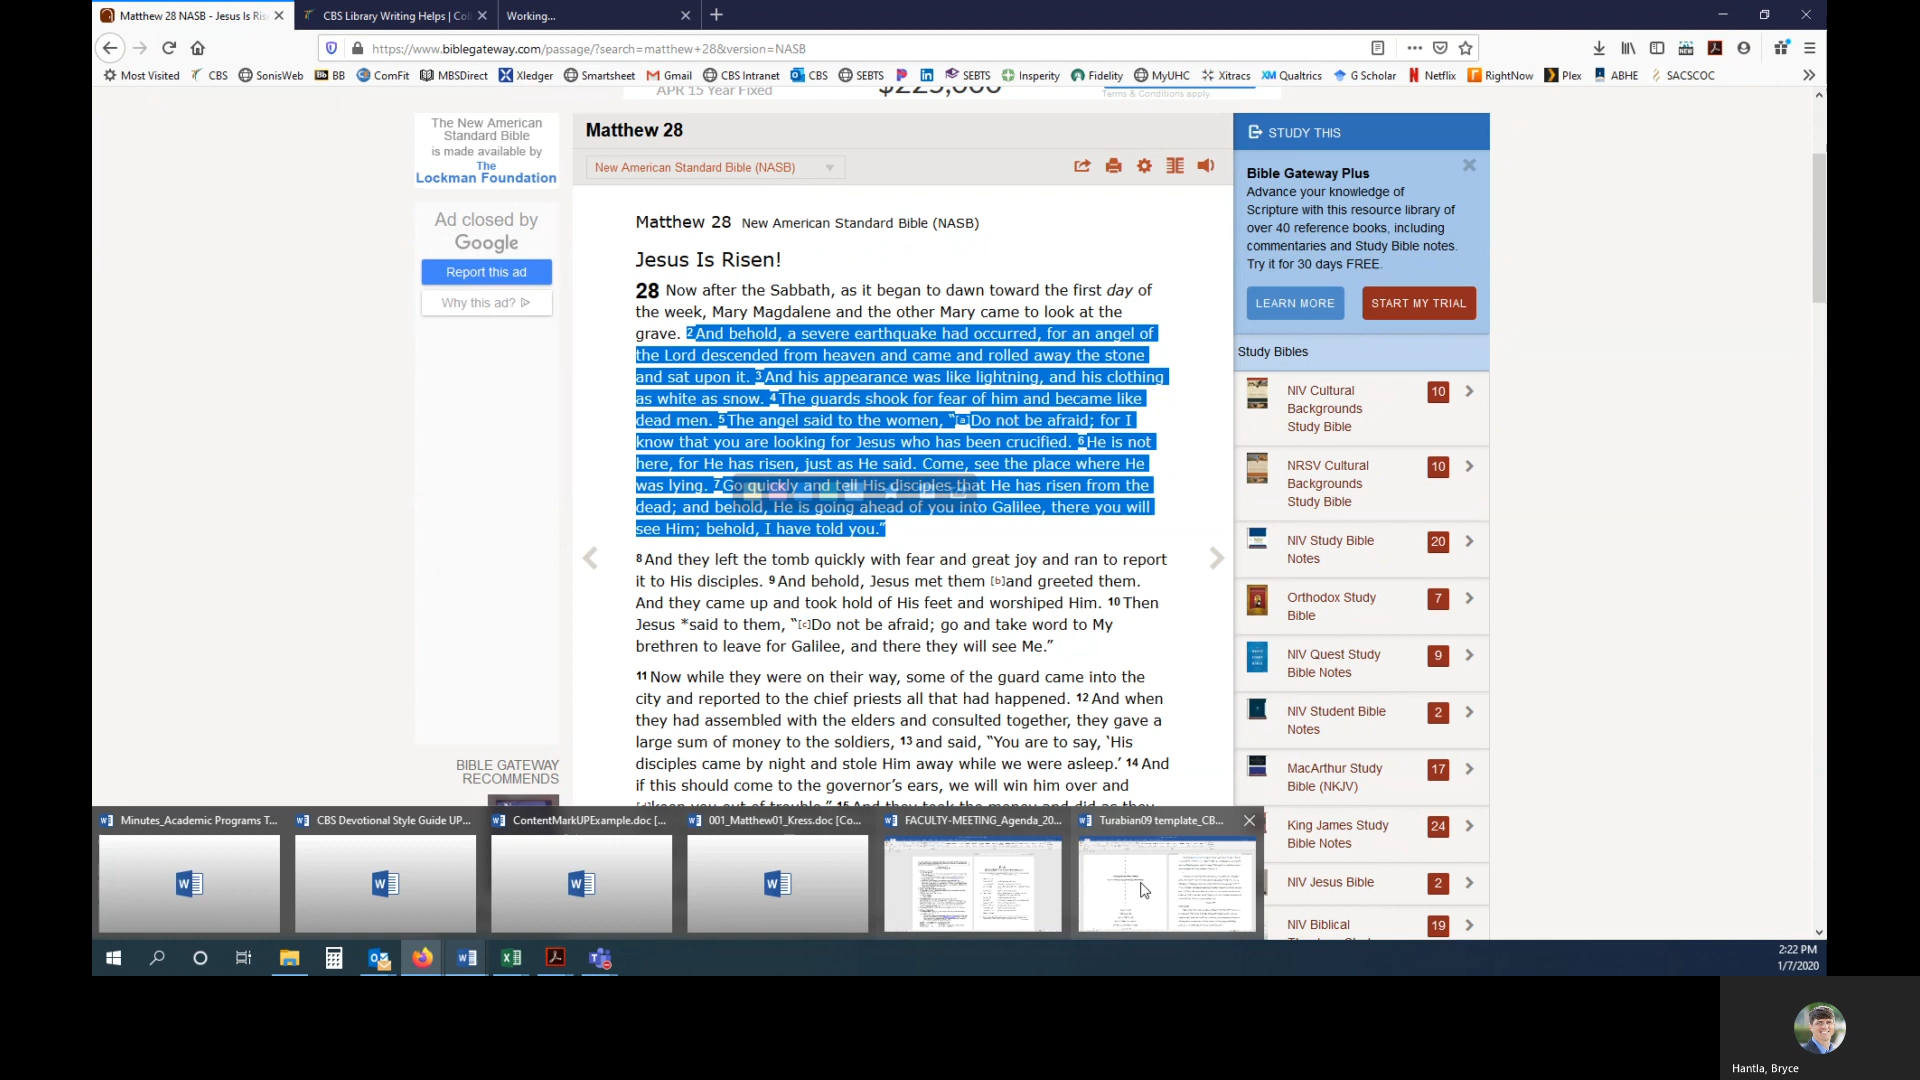 Matthew 28 NASB - Jesus Is Ris
CBS Library Writing Helps | Col
Working...
https://www.biblegateway.com/passage/?search=matthew+28&version=NASB
Most Visited CBS SonisWeb BB ComFit MBSDirect Xledger Smartsheet Gmail CBS Intranet CBS SEBTS SEBTS Insperity Fidelity MyUHC Xitracs Qualtrics G Scholar Netflix RightNow Plex ABHE SACSCOC
APR 15 Year Fixed
$225,000
Terms & Conditions apply.
The New American
Standard Bible
is made available by
The
Lockman Foundation
Ad closed by
Google
Report this ad
Why this ad?
BIBLE GATEWAY
RECOMMENDS
Matthew 28
New American Standard Bible (NASB)
Matthew 28 New American Standard Bible (NASB)
Jesus Is Risen!
28 Now after the Sabbath, as it began to dawn toward the first day of
the week, Mary Magdalene and the other Mary came to look at the
grave. 2 And behold, a severe earthquake had occurred, for an angel of
the Lord descended from heaven and came and rolled away the stone
and sat upon it. 3 And his appearance was like lightning, and his clothing
as white as snow. 4 The guards shook for fear of him and became like
dead men. 5 The angel said to the women, “[a]Do not be afraid; for I
know that you are looking for Jesus who has been crucified. 6 He is not
here, for He has risen, just as He said. Come, see the place where He
was lying. 7 Go quickly and tell His disciples that He has risen from the
dead; and behold, He is going ahead of you into Galilee, there you will
see Him; behold, I have told you.”
8 And they left the tomb quickly with fear and great joy and ran to report
it to His disciples. 9 And behold, Jesus met them [b]and greeted them.
And they came up and took hold of His feet and worshiped Him. 10 Then
Jesus *said to them, “[c]Do not be afraid; go and take word to My
brethren to leave for Galilee, and there they will see Me.”
11 Now while they were on their way, some of the guard came into the
city and reported to the chief priests all that had happened. 12 And when
they had assembled with the elders and consulted together, they gave a
large sum of money to the soldiers, 13 and said, “You are to say, ‘His
disciples came by night and stole Him away while we were asleep.’ 14 And
if this should come to the governor’s ears, we will win him over and
[d]keep you out of trouble.” 15 And they took the money and did as they
STUDY THIS
Bible Gateway Plus
Advance your knowledge of
Scripture with this resource library of
over 40 reference books, including
commentaries and Study Bible notes.
Try it for 30 days FREE.
LEARN MORE
START MY TRIAL
Study Bibles
NIV Cultural
Backgrounds
Study Bible
10
NRSV Cultural
Backgrounds
Study Bible
10
NIV Study Bible
Notes
20
Orthodox Study
Bible
7
NIV Quest Study
Bible Notes
9
NIV Student Bible
Notes
2
MacArthur Study
Bible (NKJV)
17
King James Study
Bible Notes
24
NIV Jesus Bible
2
NIV Biblical
19
Minutes_Academic Programs T...
CBS Devotional Style Guide UP...
ContentMarkUPExample.doc [...
001_Matthew01_Kress.doc [Co...
FACULTY-MEETING_Agenda_20...
Turabian09 template_CB...
2:22 PM
1/7/2020
Hantla, Bryce